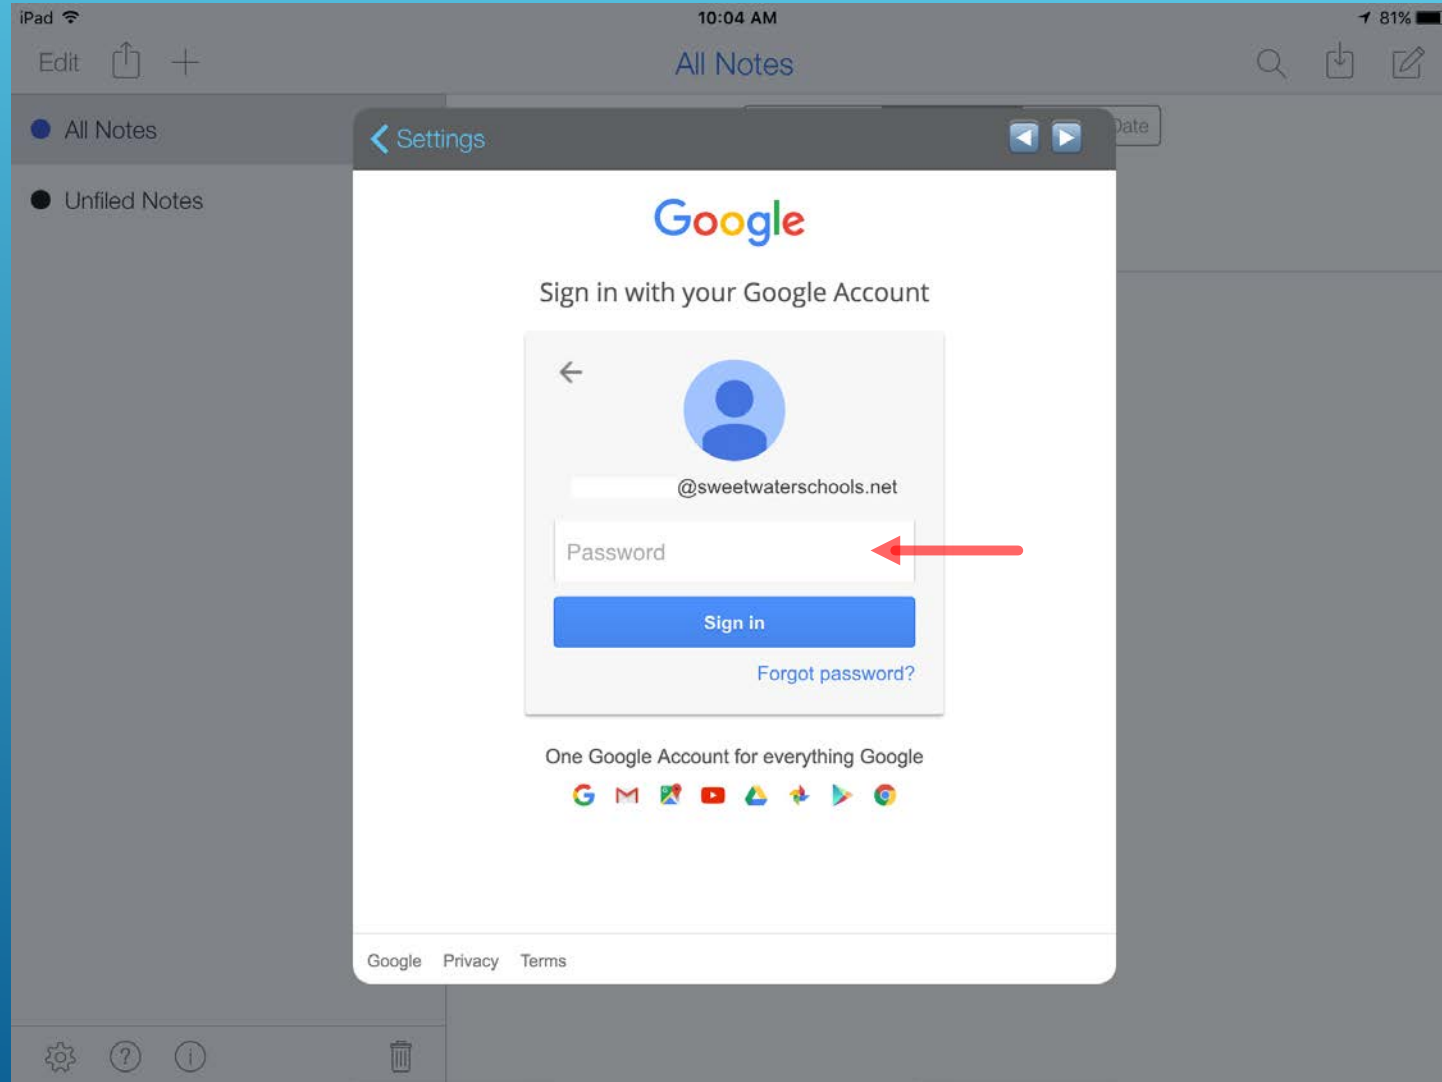 iPad 10:04 AM 81%
Edit All Notes
All Notes
Date
Settings
Unfiled Notes
Google
Sign in with your Google Account
@sweetwaterschools.net
Password
Sign in
Forgot password?
One Google Account for everything Google
Google Privacy Terms